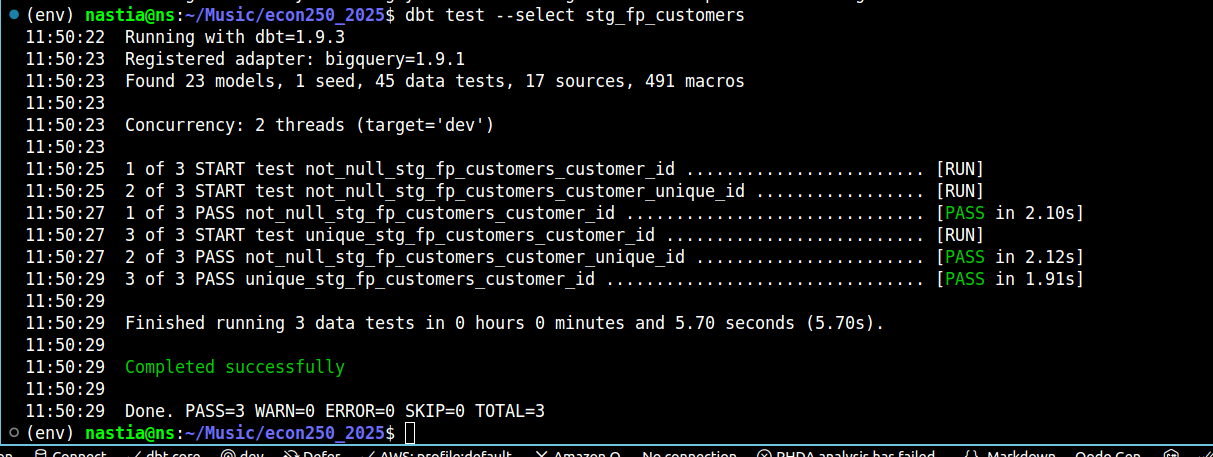 (env) nastia@ns:~/Music/econ250_2025$ dbt test --select stg_fp_customers
11:50:22  Running with dbt=1.9.3
11:50:23  Registered adapter: bigquery=1.9.1
11:50:23  Found 23 models, 1 seed, 45 data tests, 17 sources, 491 macros
11:50:23
11:50:23  Concurrency: 2 threads (target='dev')
11:50:23
11:50:25  1 of 3 START test not_null_stg_fp_customers_customer_id ........................ [RUN]
11:50:25  2 of 3 START test not_null_stg_fp_customers_customer_unique_id ................. [RUN]
11:50:27  1 of 3 PASS not_null_stg_fp_customers_customer_id .............................. [PASS in 2.10s]
11:50:27  3 of 3 START test unique_stg_fp_customers_customer_id .......................... [RUN]
11:50:27  2 of 3 PASS not_null_stg_fp_customers_customer_unique_id ....................... [PASS in 2.12s]
11:50:29  3 of 3 PASS unique_stg_fp_customers_customer_id ................................ [PASS in 1.91s]
11:50:29
11:50:29  Finished running 3 data tests in 0 hours 0 minutes and 5.70 seconds (5.70s).
11:50:29
11:50:29  Completed successfully
11:50:29
11:50:29  Done. PASS=3 WARN=0 ERROR=0 SKIP=0 TOTAL=3
(env) nastia@ns:~/Music/econ250_2025$
Connect dbt core dev Defer AWS: profile:default Amazon Q No connection RHDA analysis has failed {} Markdown Qodo Gen